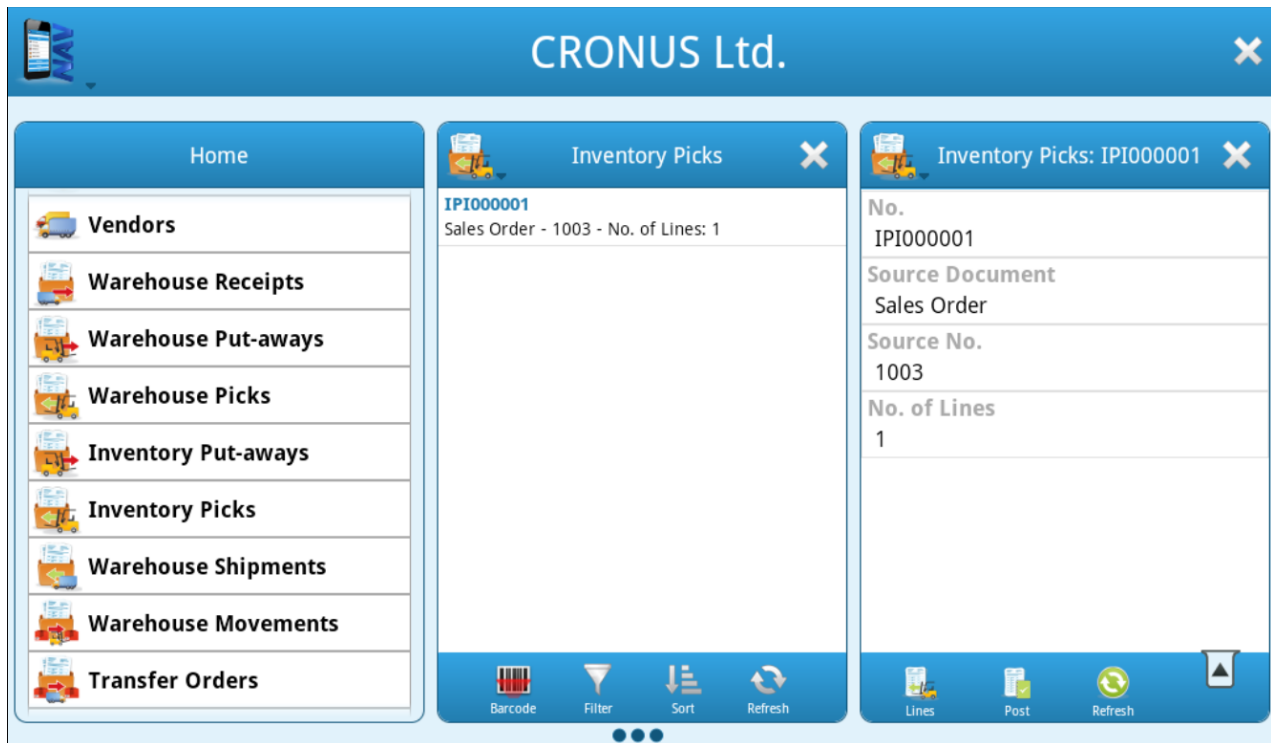 NAV
CRONUS Ltd.
Home
Vendors
Warehouse Receipts
Warehouse Put-aways
Warehouse Picks
Inventory Put-aways
Inventory Picks
Warehouse Shipments
Warehouse Movements
Transfer Orders
Inventory Picks
IPI000001
Sales Order - 1003 - No. of Lines: 1
Barcode
Filter
Sort
Refresh
Inventory Picks: IPI000001
No.
IPI000001
Source Document
Sales Order
Source No.
1003
No. of Lines
1
Lines
Post
Refresh